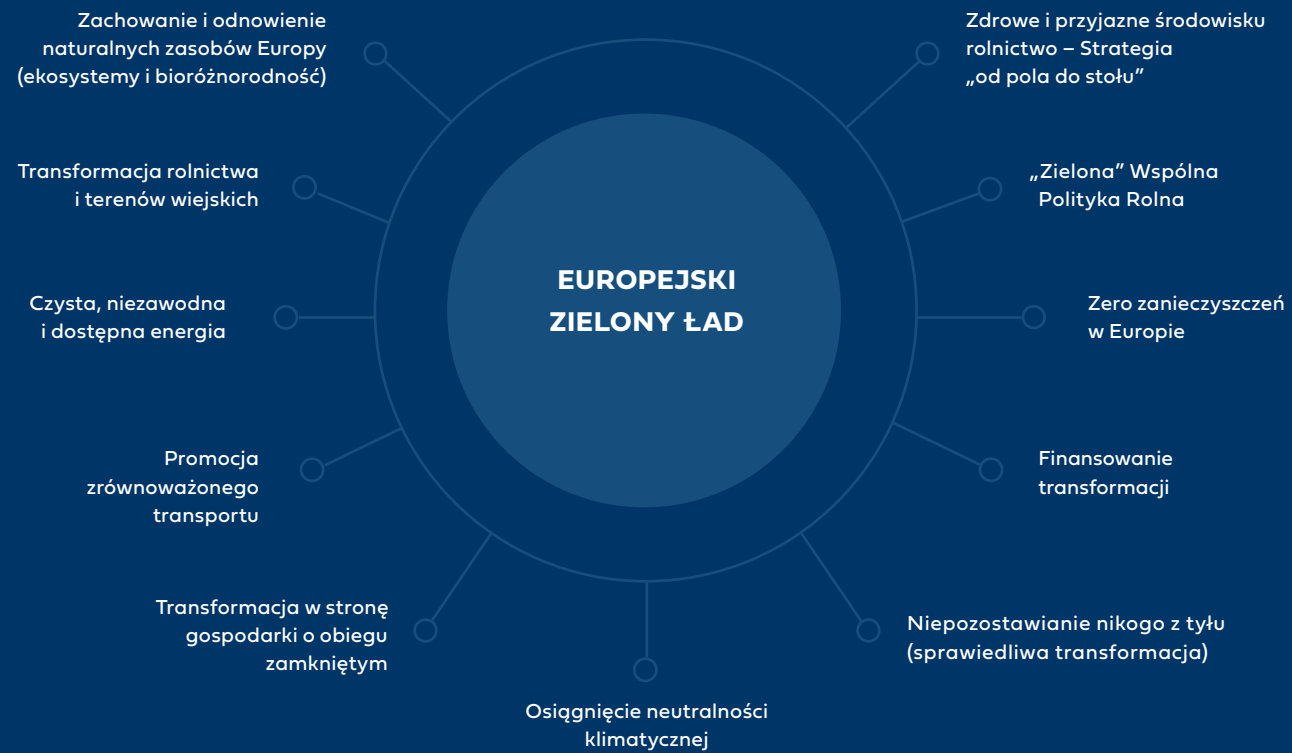 Zachowanie i odnowienie
naturalnych zasobów Europy
(ekosystemy i bioróżnorodność)
Zdrowe i przyjazne środowisku
rolnictwo – Strategia
„od pola do stołu”
Transformacja rolnictwa
i terenów wiejskich
„Zielona” Wspólna
Polityka Rolna
EUROPEJSKI
ZIELONY ŁAD
Czysta, niezawodna
i dostępna energia
Zero zanieczyszczeń
w Europie
Promocja
zrównoważonego
transportu
Finansowanie
transformacji
Transformacja w stronę
gospodarki o obiegu
zamkniętym
Niepozostawianie nikogo z tyłu
(sprawiedliwa transformacja)
Osiągnięcie neutralności
klimatycznej